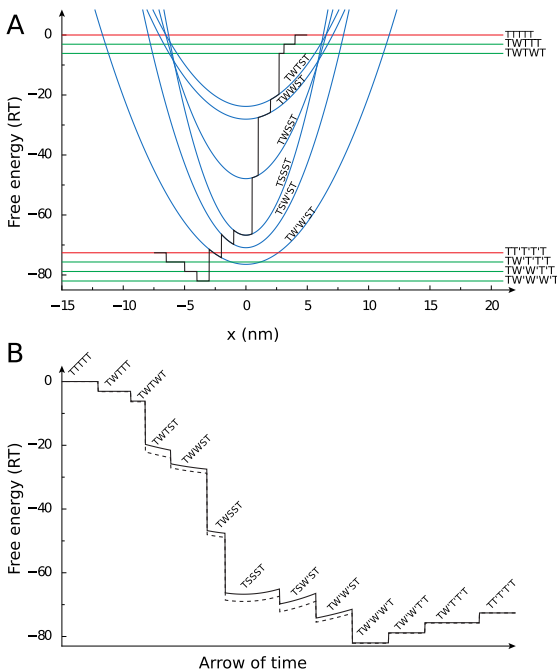 A
Free energy (RT)
0
−20
−40
−60
−80
TTTTT
TWTTT
TWTWT
TWTST
TWWST
TWSST
TSSST
TSW'ST
TW'W'ST
TT'T'T'T
TW'T'T'T
TW'W'T'T
TW'W'W'T
−15
−10
−5
0
5
10
15
20
x (nm)
B
Free energy (RT)
0
−20
−40
−60
−80
TTTTT
TWTTT
TWTWT
TWTST
TWWST
TWSST
TSSST
TSW'ST
TW'W'ST
TW'W'W'T
TW'W'T'T
TW'T'T'T
TT'T'T'T
Arrow of time